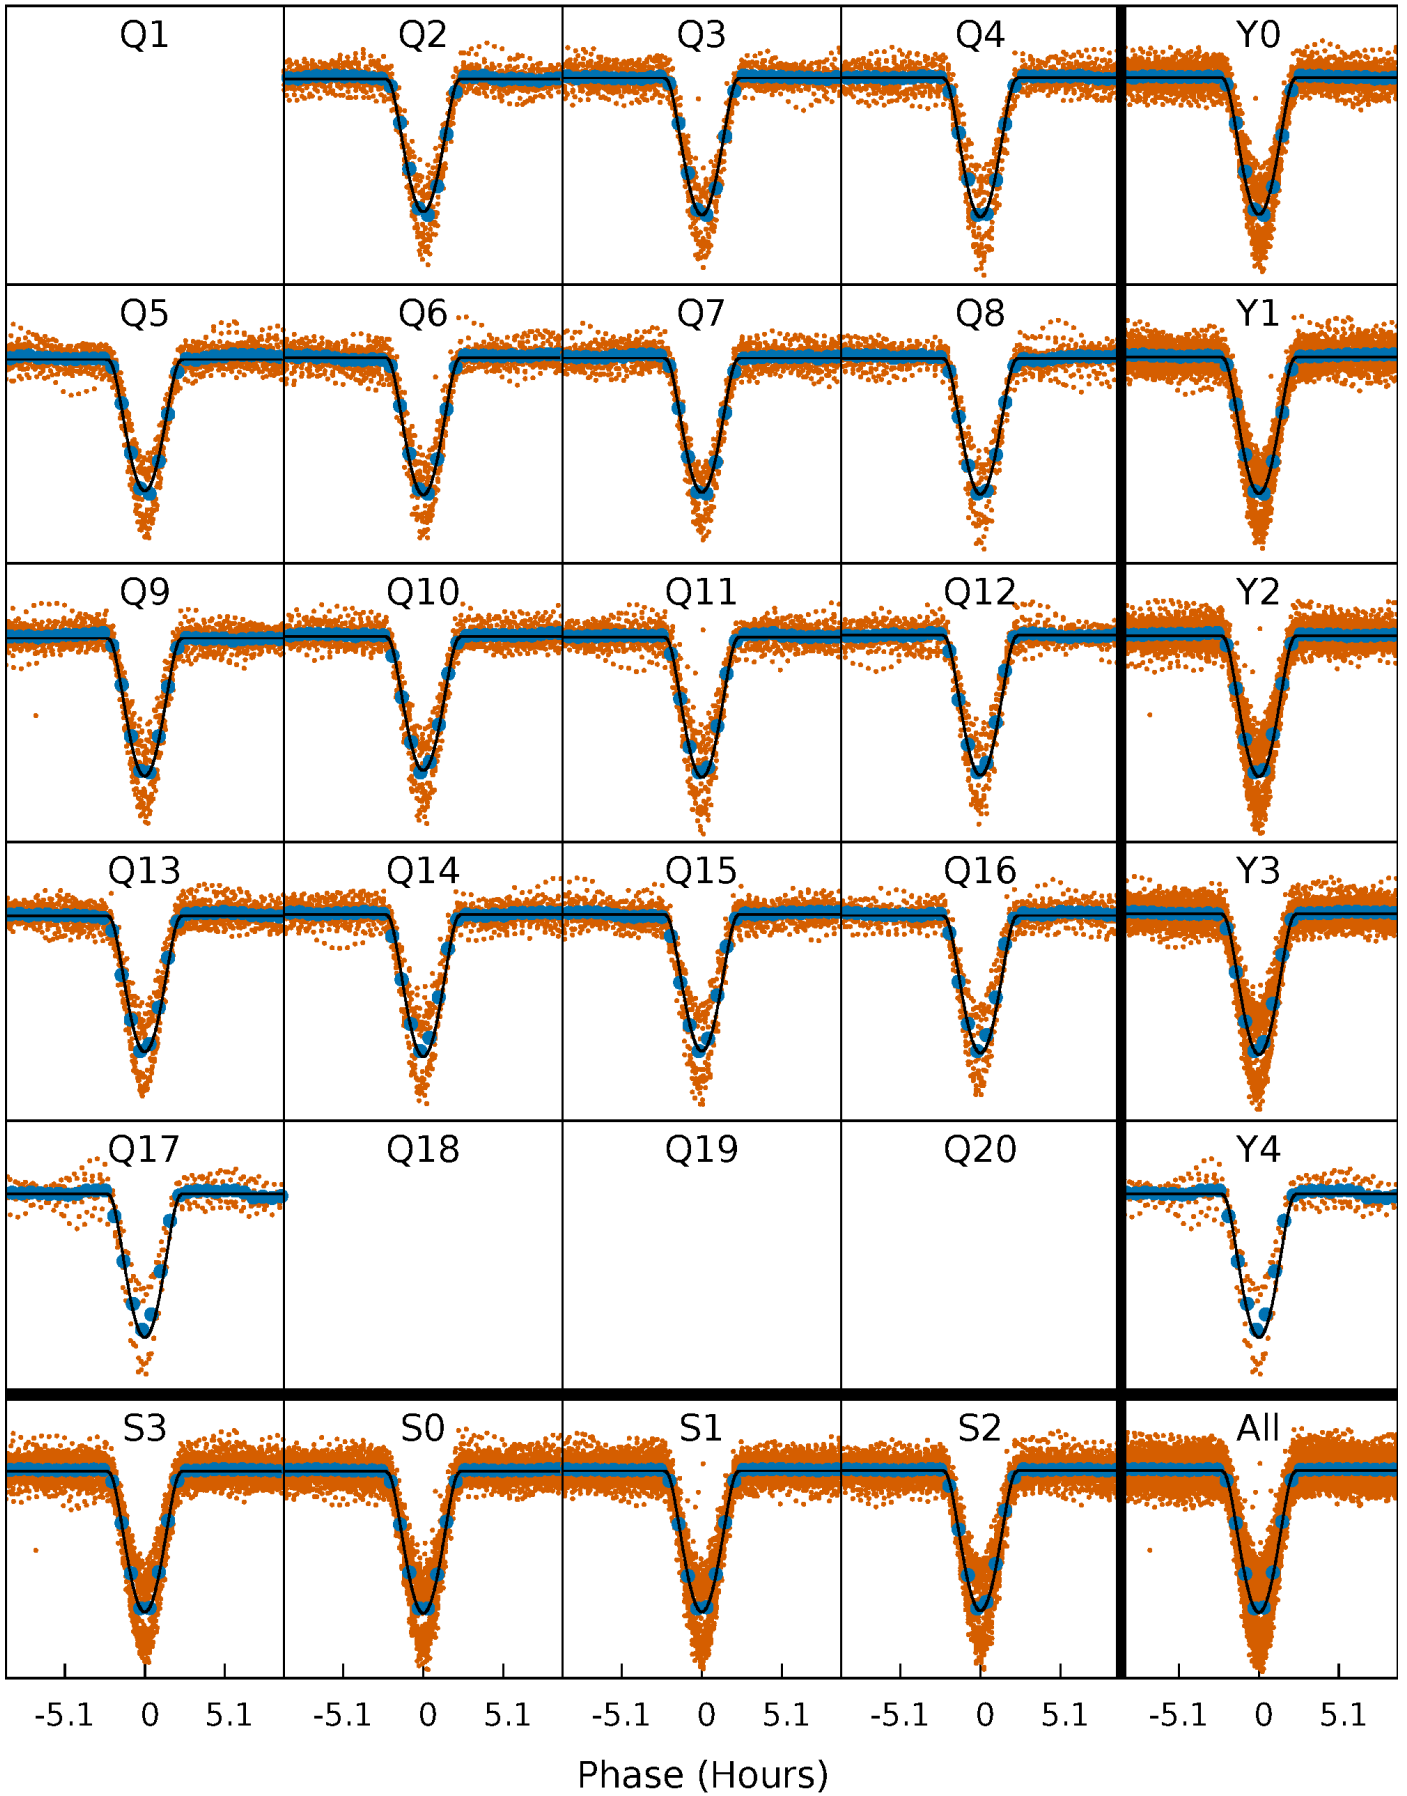 Q1 Q2 Q3 Q4 Y0
Q5 Q6 Q7 Q8 Y1
Q9 Q10 Q11 Q12 Y2
Q13 Q14 Q15 Q16 Y3
Q17 Q18 Q19 Q20 Y4
S3 S0 S1 S2 All
-5.1 0 5.1 -5.1 0 5.1 -5.1 0 5.1 -5.1 0 5.1 -5.1 0 5.1
Phase (Hours)